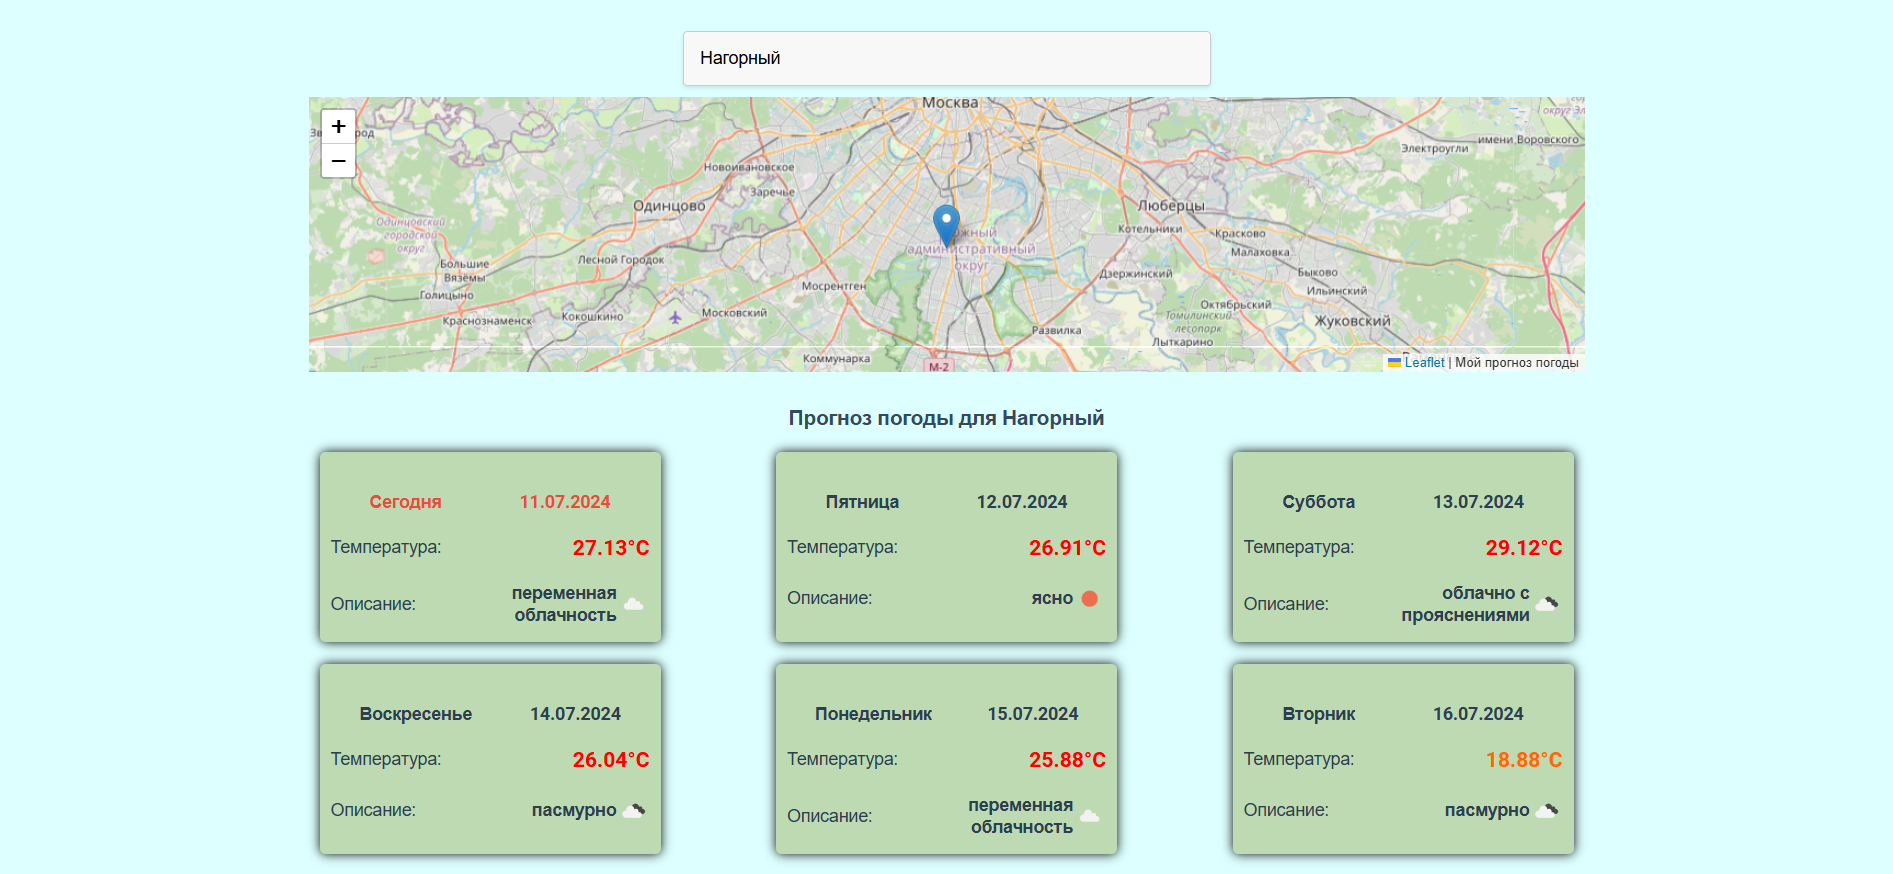 Нагорный
+
−
Москва
Новоивановское
Заречье
Одинцово
Одинцовский
городской
округ
Большие
Вязёмы
Голицыно
Краснознаменск
Лесной Городок
Кокошкино
Московский
Мосрентген
Коммунарка
М-2
административный
округ
Развилка
Люберцы
Котельники
Красково
Малаховка
Дзержинский
Быково
Ильинский
Октябрьский
Томилинский
лесопарк
Жуковский
Лыткарино
Электроугли
имени Воровского
Leaflet | Мой прогноз погоды
Прогноз погоды для Нагорный
Сегодня 11.07.2024
Температура: 27.13°C
Описание: переменная
облачность
Пятница 12.07.2024
Температура: 26.91°C
Описание: ясно
Суббота 13.07.2024
Температура: 29.12°C
Описание: облачно с
прояснениями
Воскресенье 14.07.2024
Температура: 26.04°C
Описание: пасмурно
Понедельник 15.07.2024
Температура: 25.88°C
Описание: переменная
облачность
Вторник 16.07.2024
Температура: 18.88°C
Описание: пасмурно